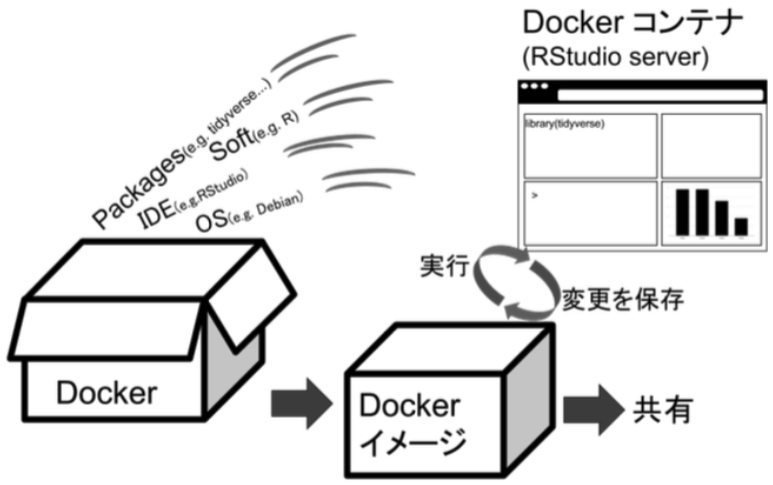 Docker コンテナ
(RStudio server)
library(tidyverse)
>
Packages(e.g. tidyverse...)
Soft(e.g. R)
IDE(e.g.RStudio)
OS(e.g. Debian)
実行
変更を保存
Docker
Docker
イメージ
共有